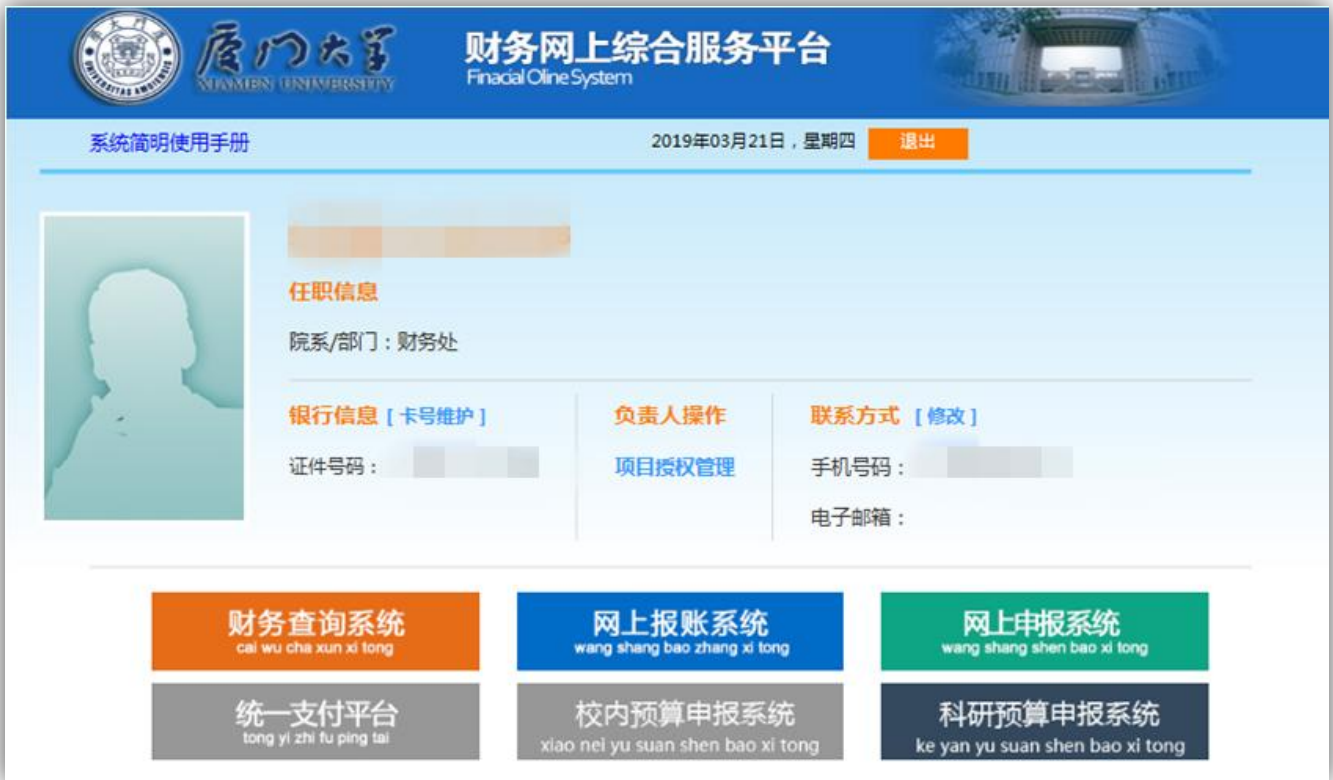 厦门大学
XIAMEN UNIVERSITY
财务网上综合服务平台
Finacial Oline System
系统简明使用手册
2019年03月21日，星期四
退出
任职信息
院系/部门：财务处
银行信息 [ 卡号维护 ]
证件号码：
负责人操作
项目授权管理
联系方式 [ 修改 ]
手机号码：
电子邮箱：
财务查询系统
cai wu cha xun xi tong
网上报账系统
wang shang bao zhang xi tong
网上申报系统
wang shang shen bao xi tong
统一支付平台
tong yi zhi fu ping tai
校内预算申报系统
xiao nei yu suan shen bao xi tong
科研预算申报系统
ke yan yu suan shen bao xi tong